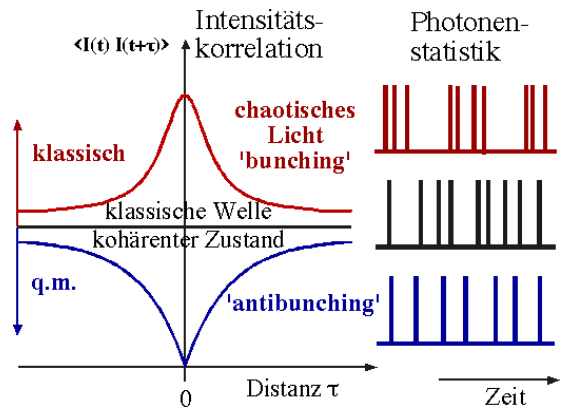 <I(t) I(t+τ)>
Intensitäts-
korrelation
Photonen-
statistik
klassisch
chaotisches
Licht
'bunching'
klassische Welle
kohärenter Zustand
q.m.
'antibunching'
0
Distanz τ
Zeit